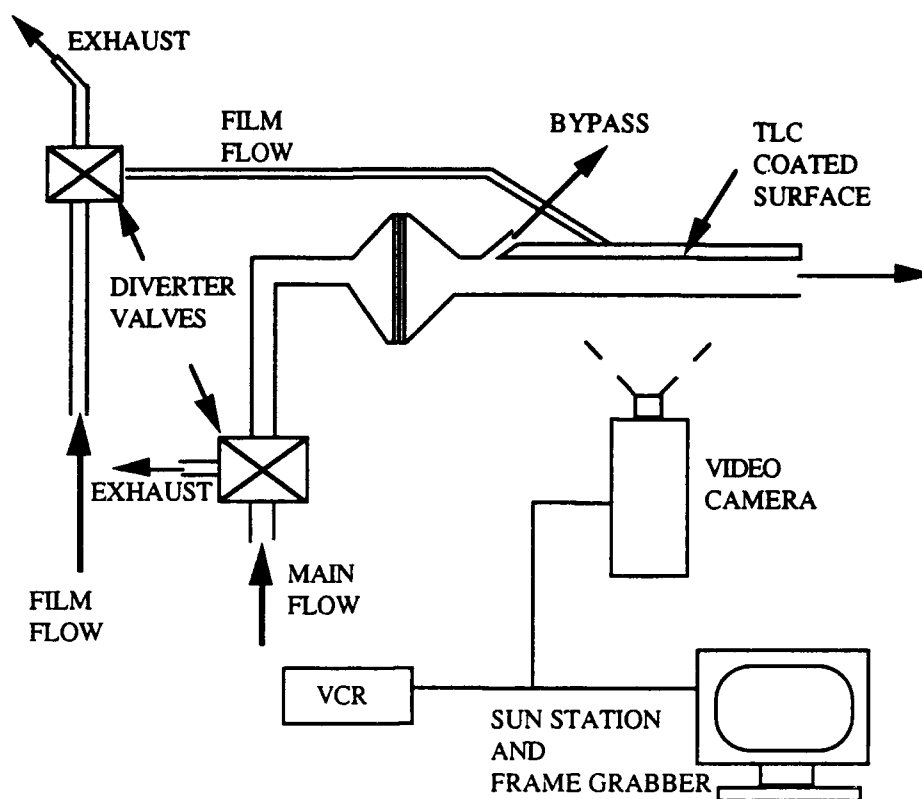 EXHAUST
FILM
FLOW
BYPASS
TLC
COATED
SURFACE
DIVERTER
VALVES
EXHAUST
VIDEO
CAMERA
FILM
FLOW
MAIN
FLOW
VCR
SUN STATION
AND
FRAME GRABBER